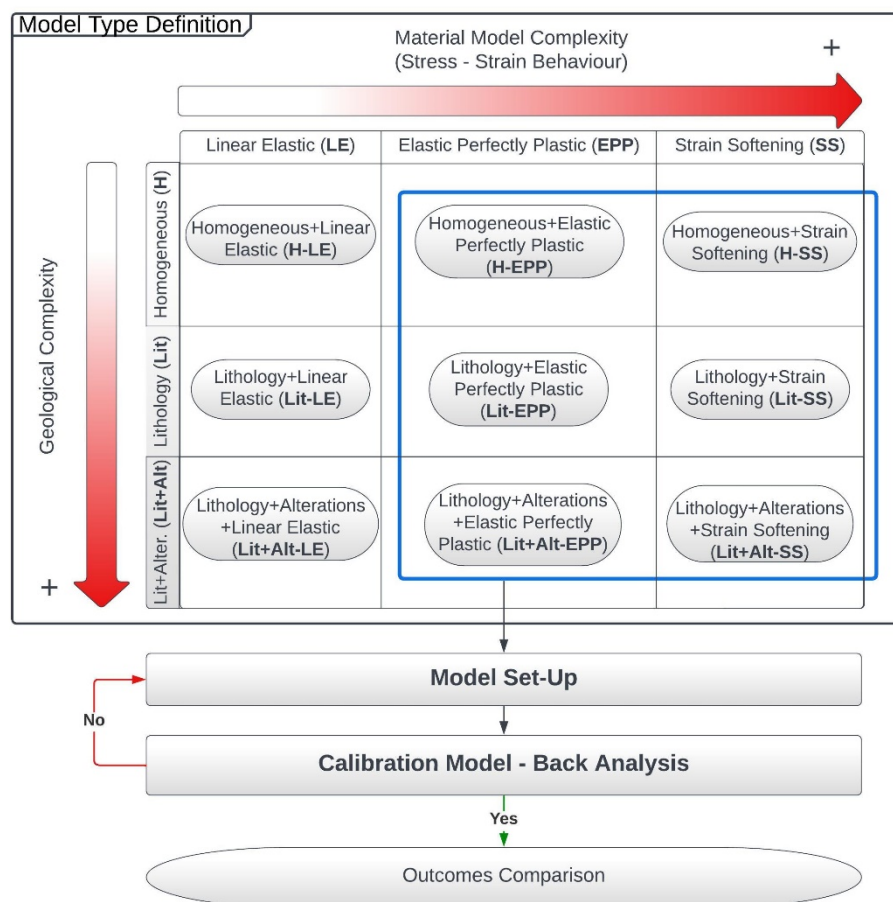 Model Type Definition
Material Model Complexity
(Stress - Strain Behaviour)
+
Linear Elastic (LE)
Elastic Perfectly Plastic (EPP)
Strain Softening (SS)
Geological Complexity
+
Homogeneous (H)
Homogeneous+Linear
Elastic (H-LE)
Homogeneous+Elastic
Perfectly Plastic
(H-EPP)
Homogeneous+Strain
Softening (H-SS)
Lithology (Lit)
Lithology+Linear
Elastic (Lit-LE)
Lithology+Elastic
Perfectly Plastic
(Lit-EPP)
Lithology+Strain
Softening (Lit-SS)
Lit+Alter. (Lit+Alt)
Lithology+Alterations
+Linear Elastic
(Lit+Alt-LE)
Lithology+Alterations
+Elastic Perfectly
Plastic (Lit+Alt-EPP)
Lithology+Alterations
+Strain Softening
(Lit+Alt-SS)
Model Set-Up
No
Calibration Model - Back Analysis
Yes
Outcomes Comparison